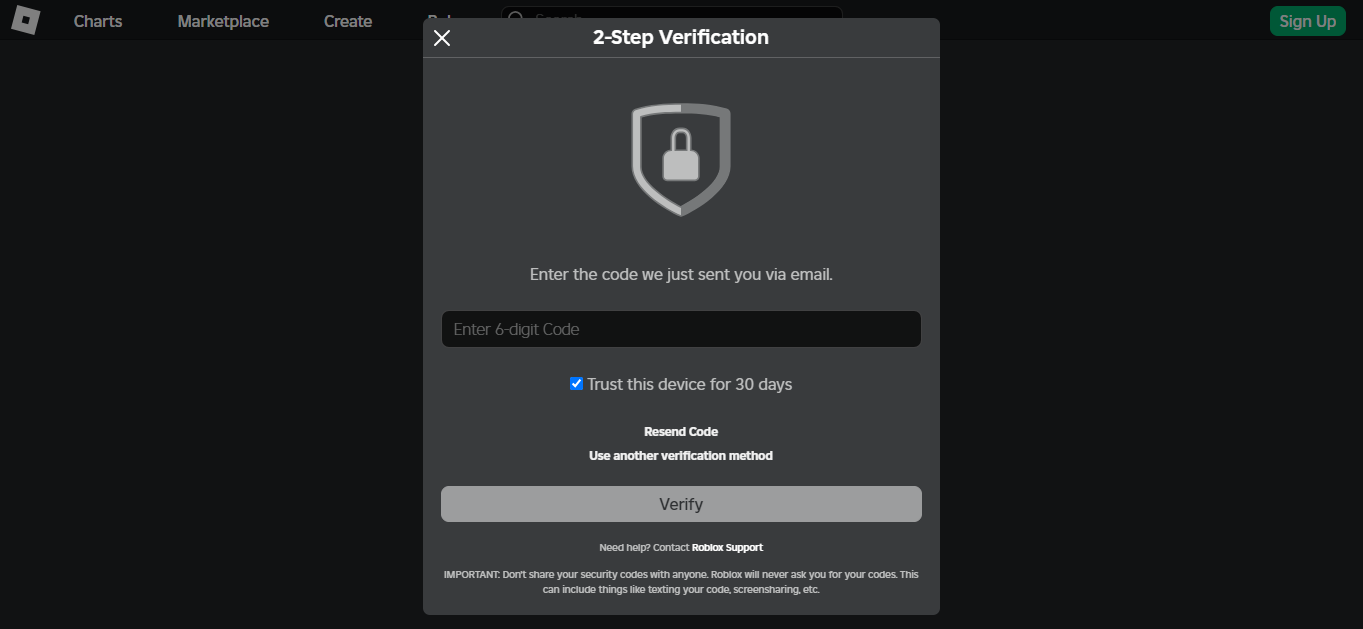 Charts Marketplace Create
Sign Up
2-Step Verification
Enter the code we just sent you via email.
Enter 6-digit Code
Trust this device for 30 days
Resend Code
Use another verification method
Verify
Need help? Contact Roblox Support
IMPORTANT: Don't share your security codes with anyone. Roblox will never ask you for your codes. This
can include things like texting your code, screensharing, etc.